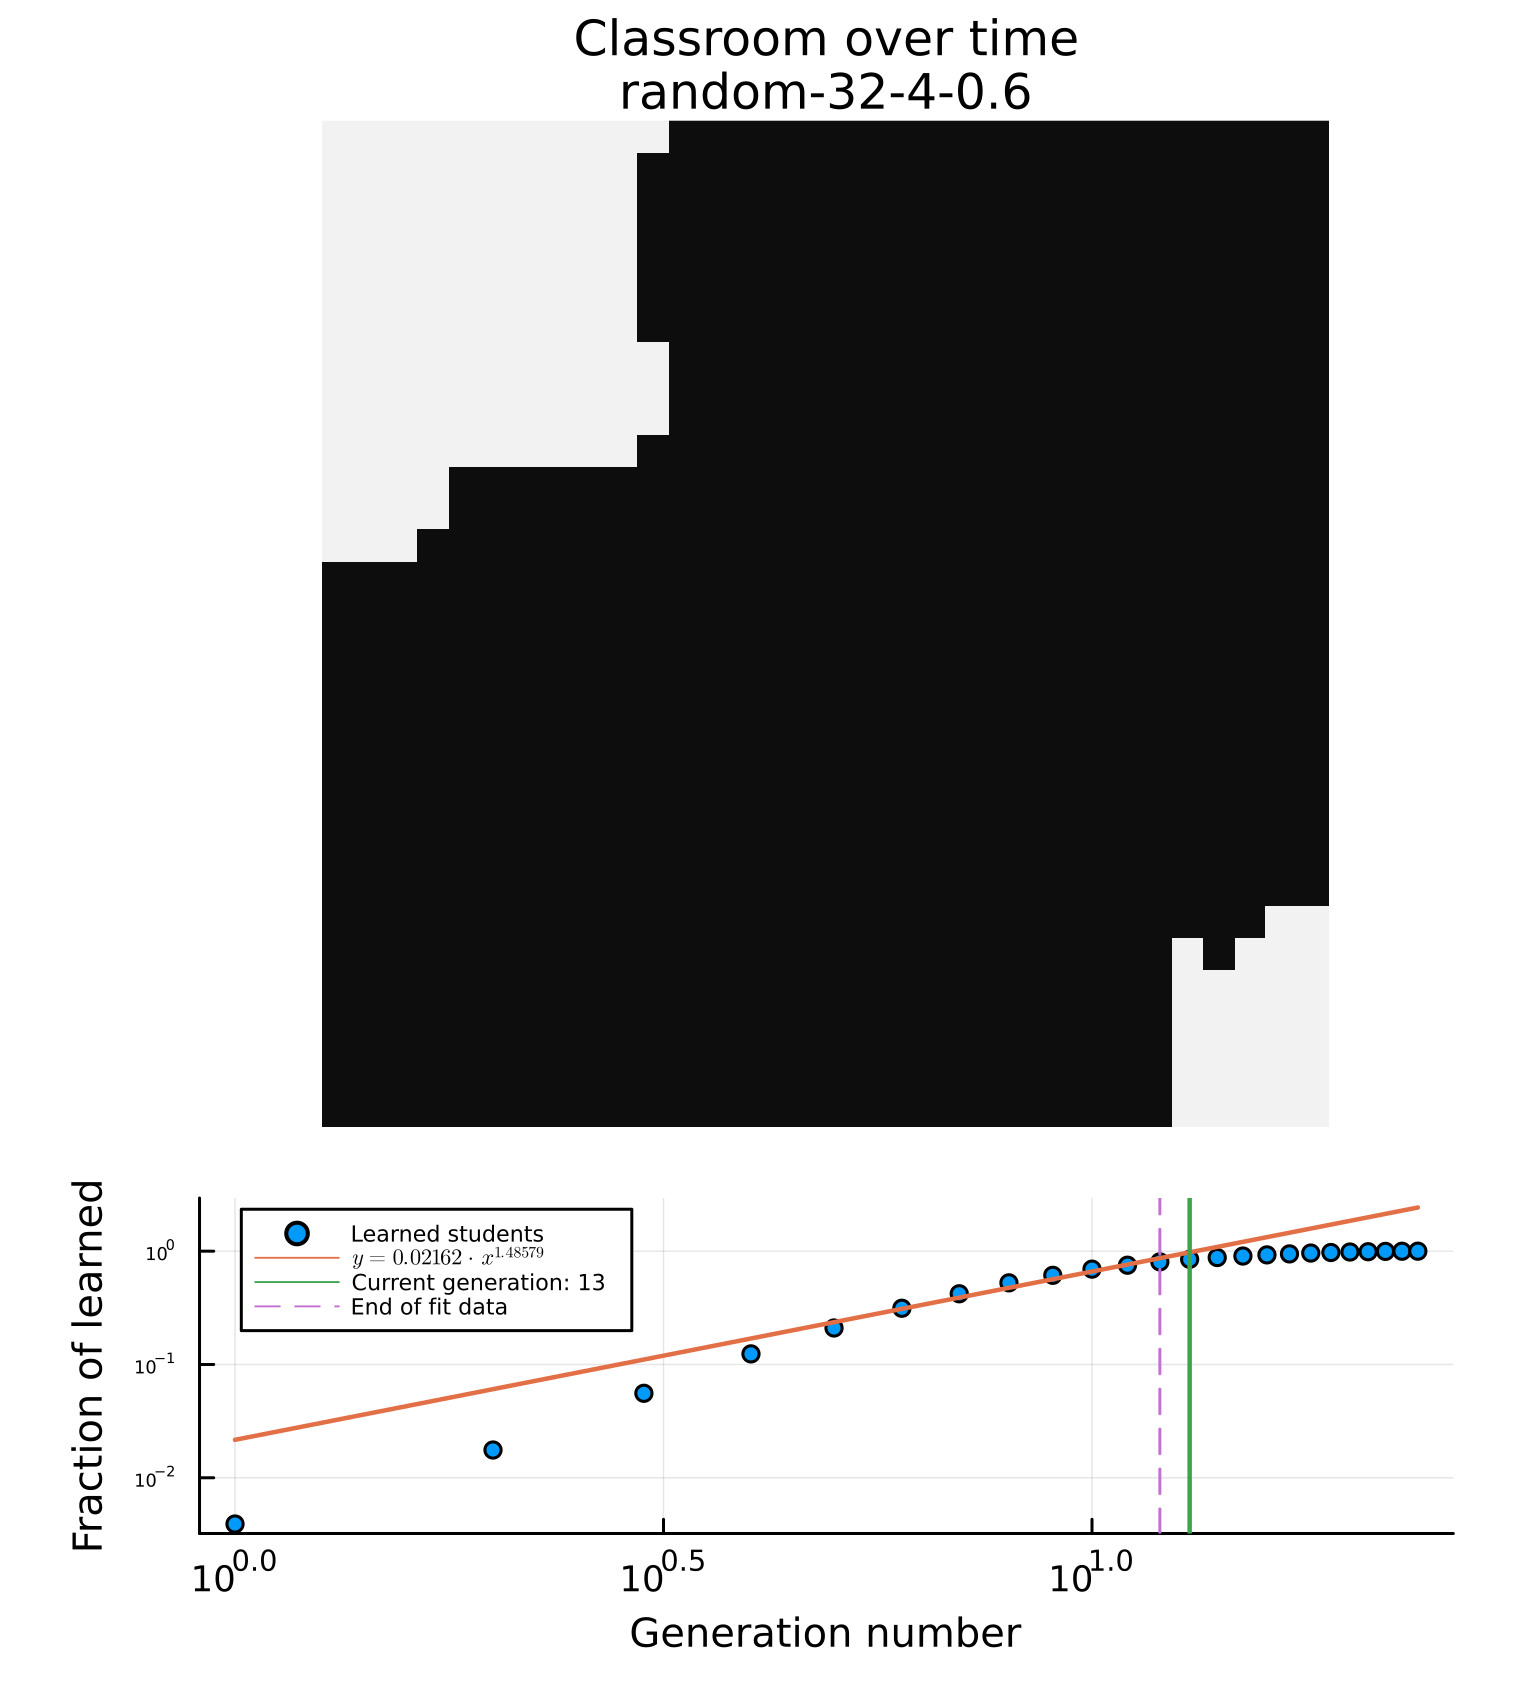 Classroom over time
random-32-4-0.6
Fraction of learned
10⁰
10⁻¹
10⁻²
Learned students
y = 0.02162 · x^1.48579
Current generation: 13
End of fit data
10^0.0 10^0.5 10^1.0
Generation number